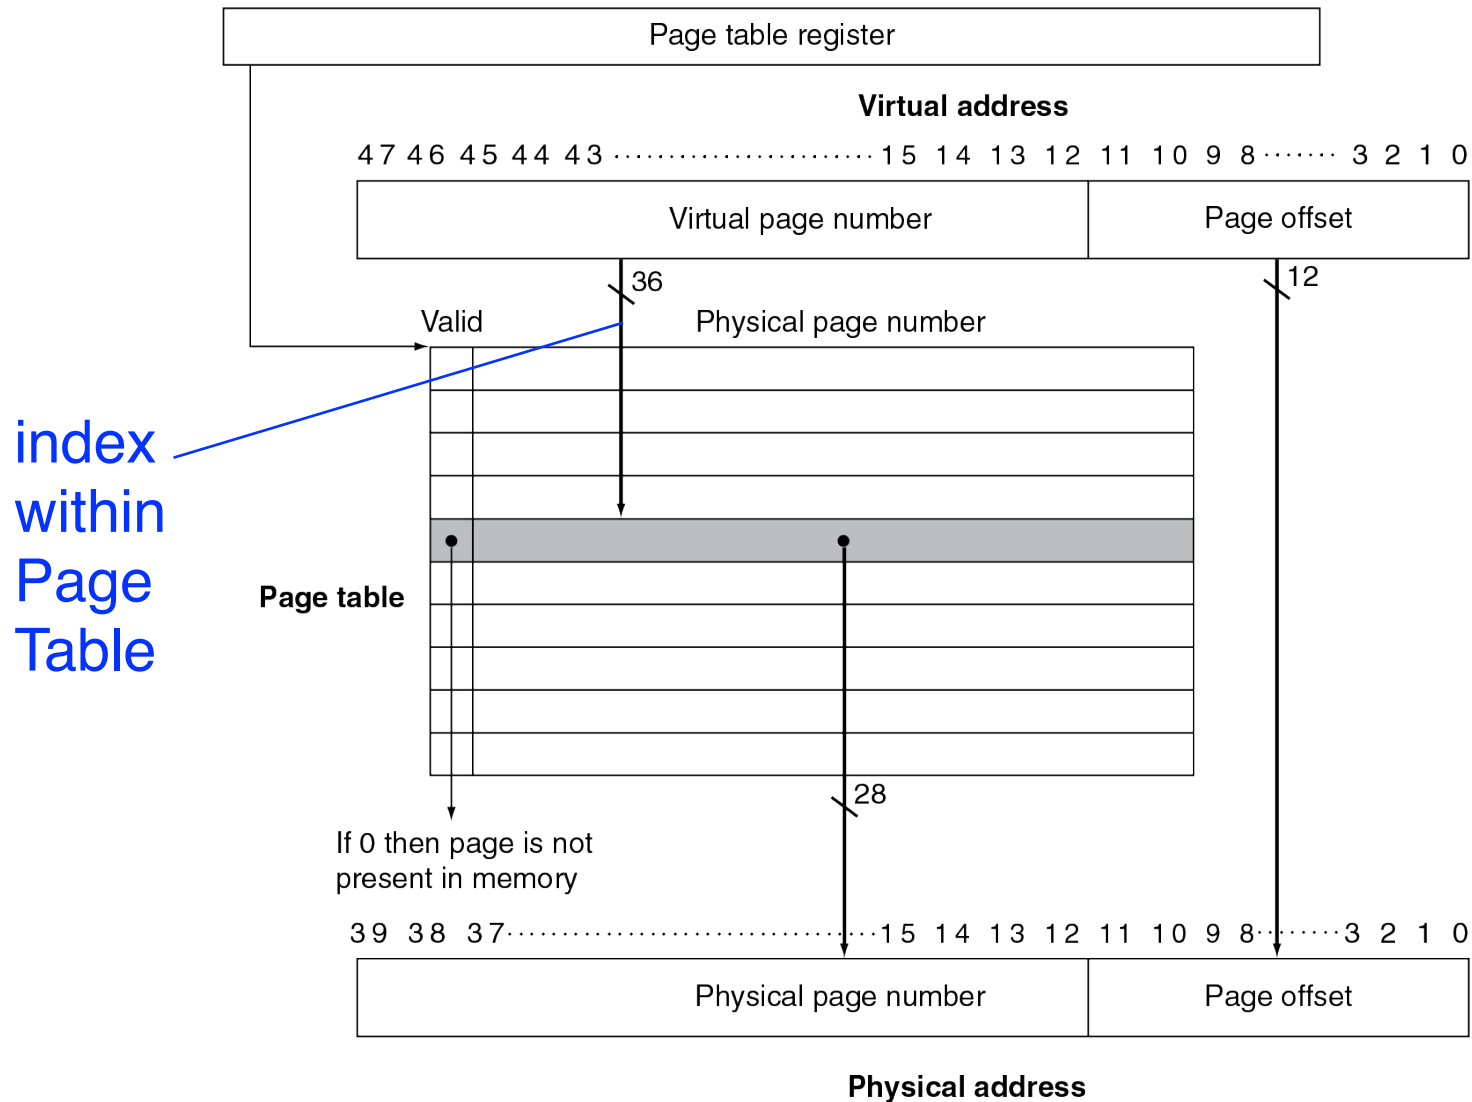 Page table register
Virtual address
47 46 45 44 43 ........................ 15 14 13 12 11 10 9 8 ....... 3 2 1 0
Virtual page number
Page offset
36
12
Valid
Physical page number
index
within
Page
Table
Page table
28
If 0 then page is not
present in memory
39 38 37 .................................. 15 14 13 12 11 10 9 8 ........ 3 2 1 0
Physical page number
Page offset
Physical address